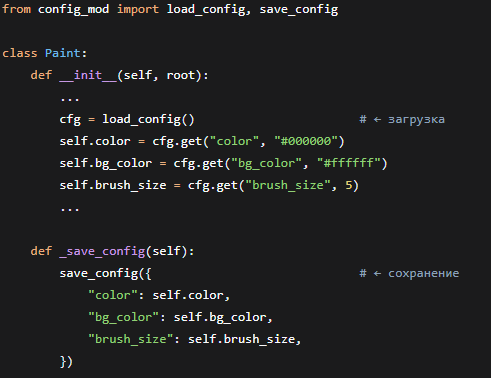 from config_mod import load_config, save_config

class Paint:
    def __init__(self, root):
        ...
        cfg = load_config()                       # ← загрузка
        self.color = cfg.get("color", "#000000")
        self.bg_color = cfg.get("bg_color", "#ffffff")
        self.brush_size = cfg.get("brush_size", 5)
        ...

    def _save_config(self):
        save_config({                             # ← сохранение
            "color": self.color,
            "bg_color": self.bg_color,
            "brush_size": self.brush_size,
        })